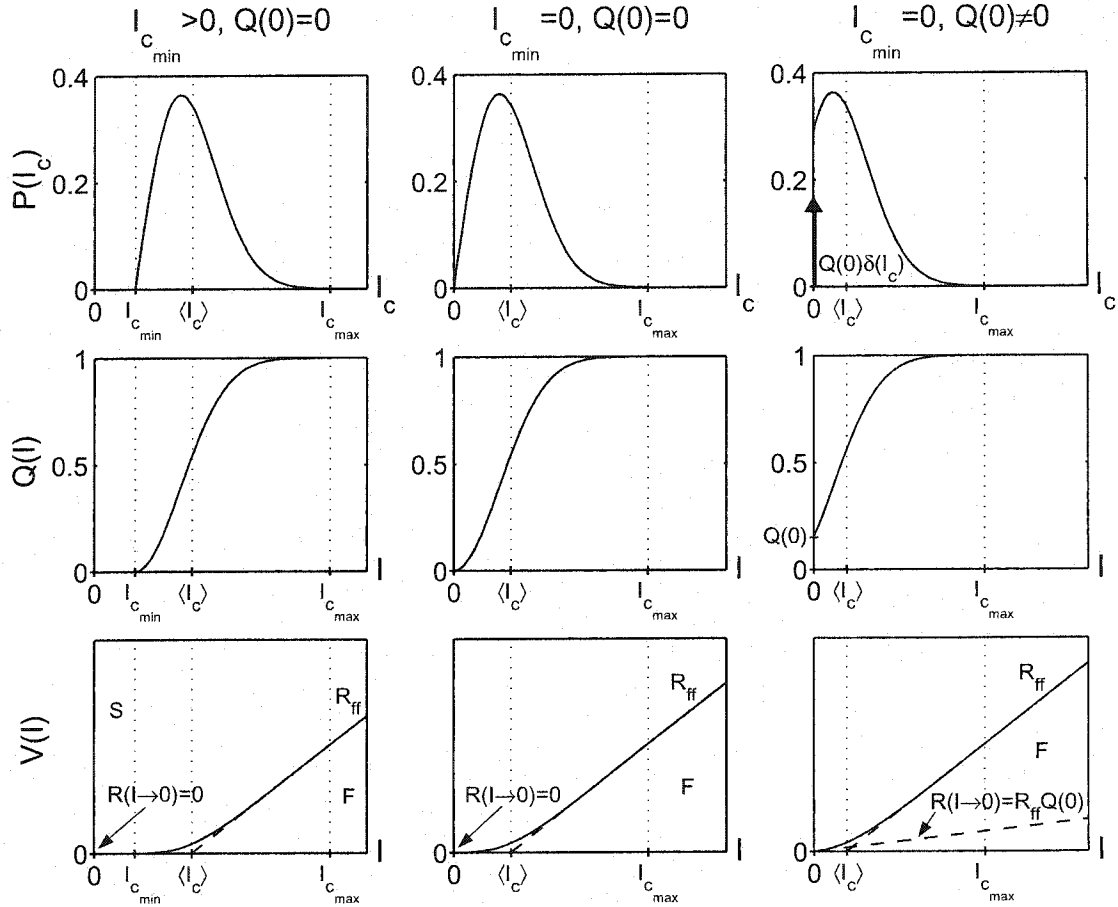 I_c_min >0, Q(0)=0
I_c_min =0, Q(0)=0
I_c_min =0, Q(0)≠0
P(I_c)
0.4
0.2
0
0 I_c_min ⟨I_c⟩ I_c_max I_c
0.4
0.2
0
0 ⟨I_c⟩ I_c_max I_c
0.4
0.2
0
Q(0)δ(I_c)
0 ⟨I_c⟩ I_c_max I_c
Q(I)
1
0.5
0
0 I_c_min ⟨I_c⟩ I_c_max I
1
0.5
0
0 ⟨I_c⟩ I_c_max I
1
0.5
Q(0)
0
0 ⟨I_c⟩ I_c_max I
V(I)
S
R_ff
R(I→0)=0
F
0
0 I_c_min ⟨I_c⟩ I_c_max I
R_ff
R(I→0)=0
F
0
0 ⟨I_c⟩ I_c_max I
R_ff
F
R(I→0)=R_ffQ(0)
0
0 ⟨I_c⟩ I_c_max I